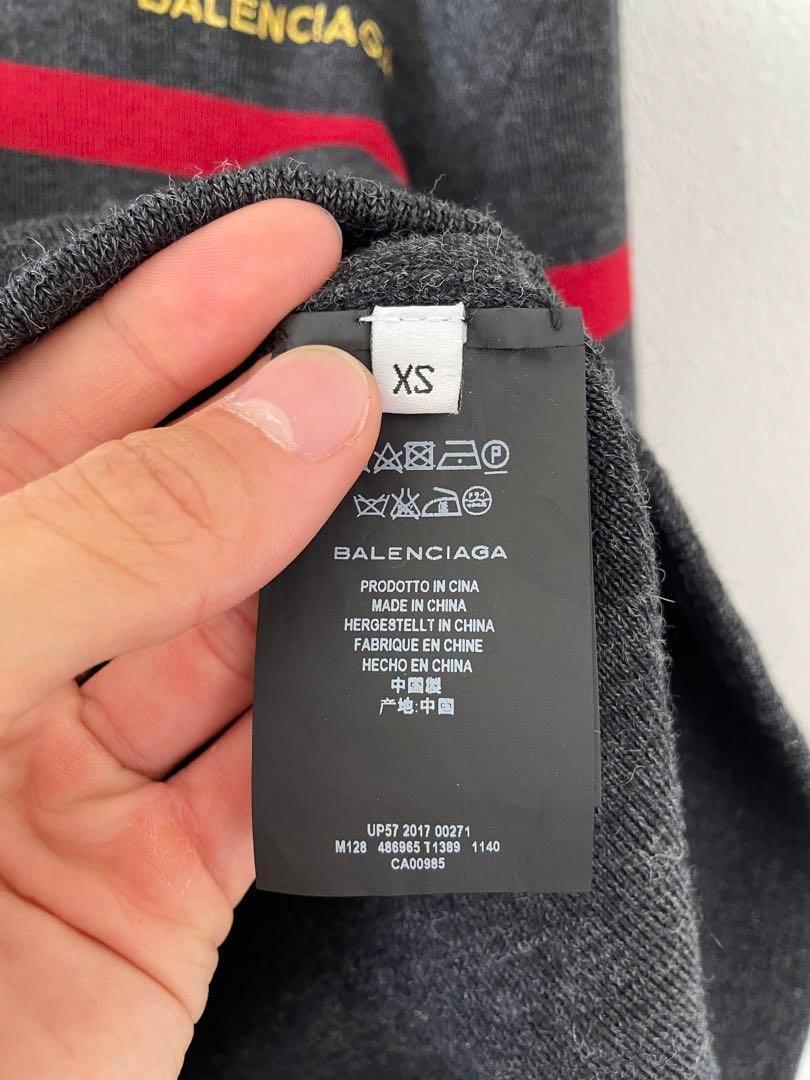 BALENCIAGA
XS
P
BALENCIAGA
PRODOTTO IN CINA
MADE IN CHINA
HERGESTELLT IN CHINA
FABRIQUE EN CHINE
HECHO EN CHINA
中国製
产地:中国
UP57 2017 00271
M128 486965 T1389 1140
CA00985